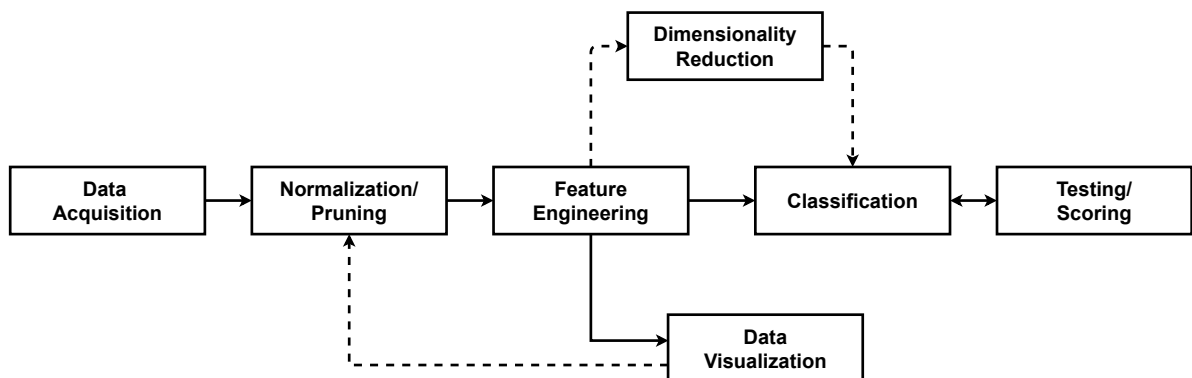 Dimensionality
Reduction
Data
Acquisition
Normalization/
Pruning
Feature
Engineering
Classification
Testing/
Scoring
Data
Visualization